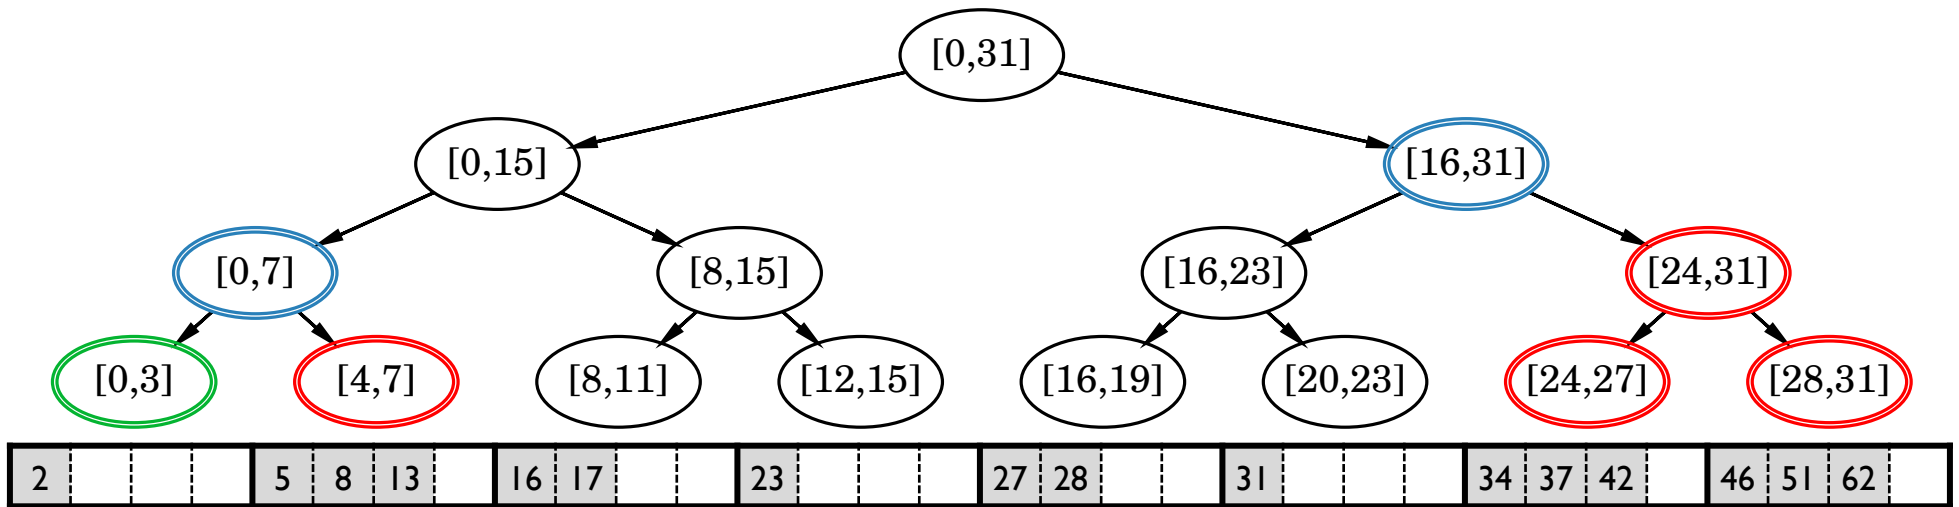 [0,31]
[0,15] [16,31]
[0,7] [8,15] [16,23] [24,31]
[0,3] [4,7] [8,11] [12,15] [16,19] [20,23] [24,27] [28,31]
2 5 8 13 16 17 23 27 28 31 34 37 42 46 51 62